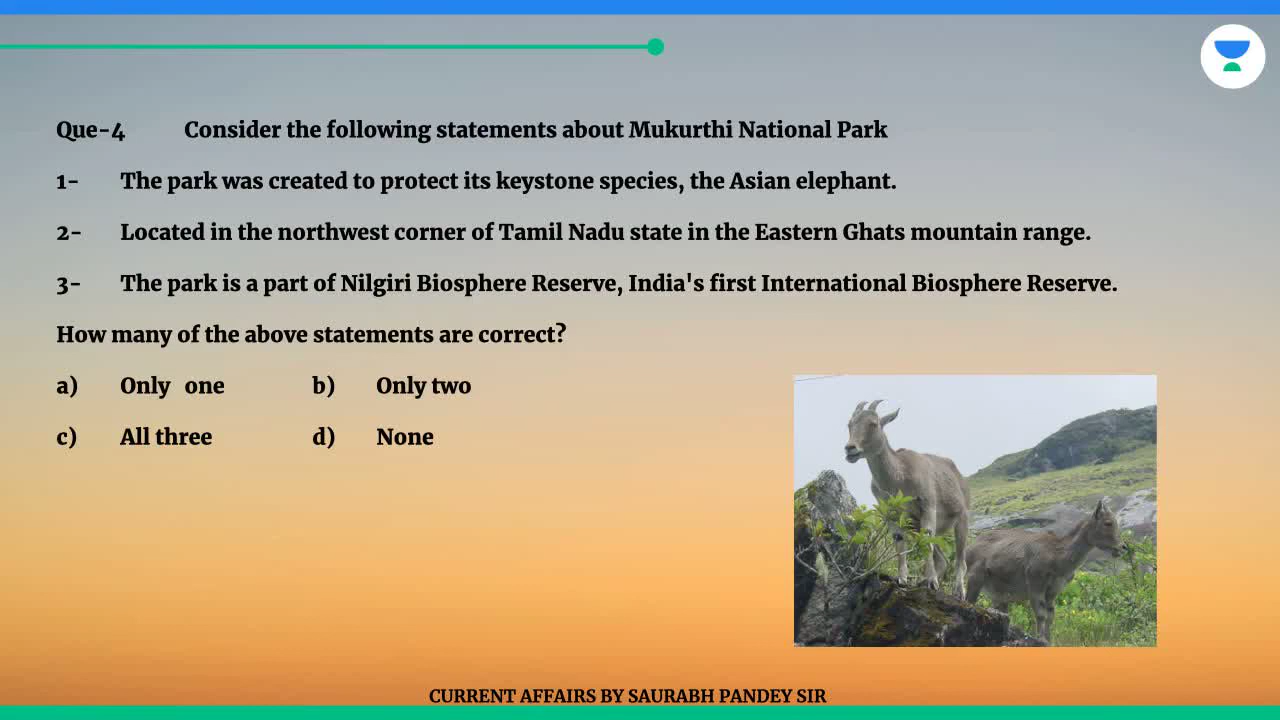 Que-4 Consider the following statements about Mukurthi National Park
1- The park was created to protect its keystone species, the Asian elephant.
2- Located in the northwest corner of Tamil Nadu state in the Eastern Ghats mountain range.
3- The park is a part of Nilgiri Biosphere Reserve, India's first International Biosphere Reserve.
How many of the above statements are correct?
a) Only one b) Only two
c) All three d) None
CURRENT AFFAIRS BY SAURABH PANDEY SIR